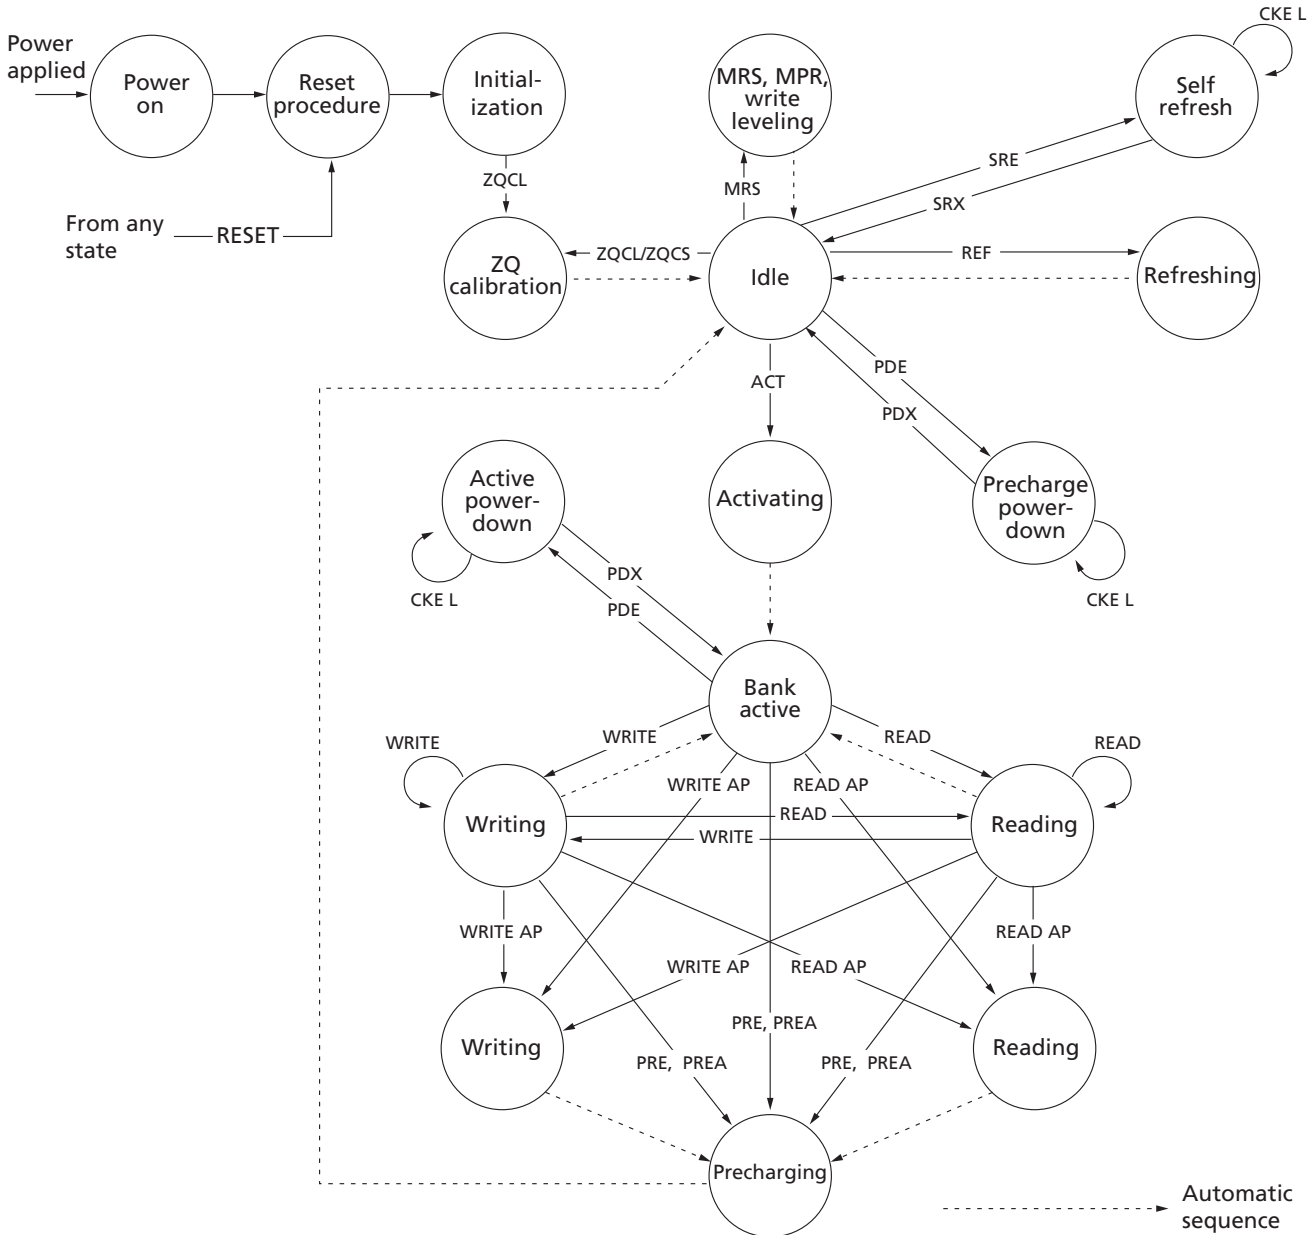 CKE L
Power
applied
Power
on
Reset
procedure
Initial-
ization
MRS, MPR,
write
leveling
Self
refresh
SRE
ZQCL
MRS
SRX
From any
state
RESET
ZQCL/ZQCS
REF
ZQ
calibration
Idle
Refreshing
PDE
ACT
PDX
Active
power-
down
Activating
Precharge
power-
down
PDX
CKE L
PDE
CKE L
Bank
active
WRITE
WRITE
READ
READ
WRITE AP
READ AP
Writing
READ
Reading
WRITE
WRITE AP
READ AP
WRITE AP
READ AP
PRE, PREA
Writing
Reading
PRE, PREA
PRE, PREA
Precharging
Automatic
sequence